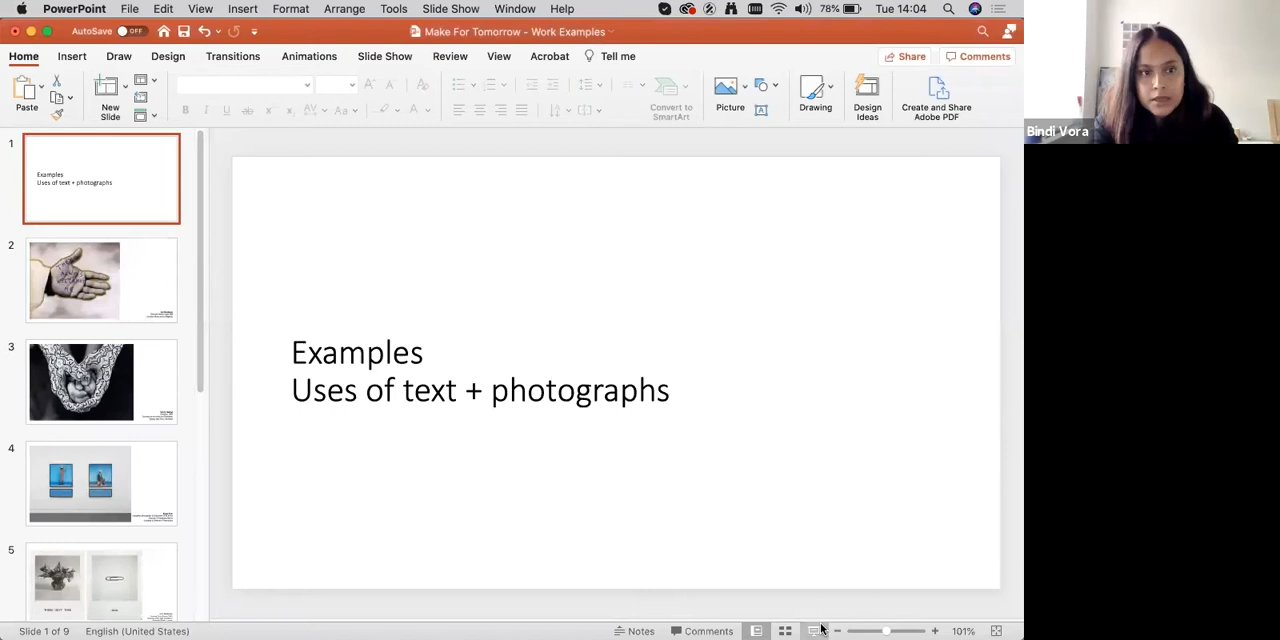 PowerPoint File Edit View Insert Format Arrange Tools Slide Show Window Help 78% Tue 14:04
AutoSave OFF Make For Tomorrow - Work Examples
Home Insert Draw Design Transitions Animations Slide Show Review View Acrobat Tell me Share Comments
Paste
New
Slide
B I U ab x x AV Aa A
Convert to
SmartArt
Picture
Drawing
Design
Ideas
Create and Share
Adobe PDF
Bindi Vora
1
Examples
Uses of text + photographs
2
3
4
5
Examples
Uses of text + photographs
Slide 1 of 9 English (United States) Notes Comments 101%